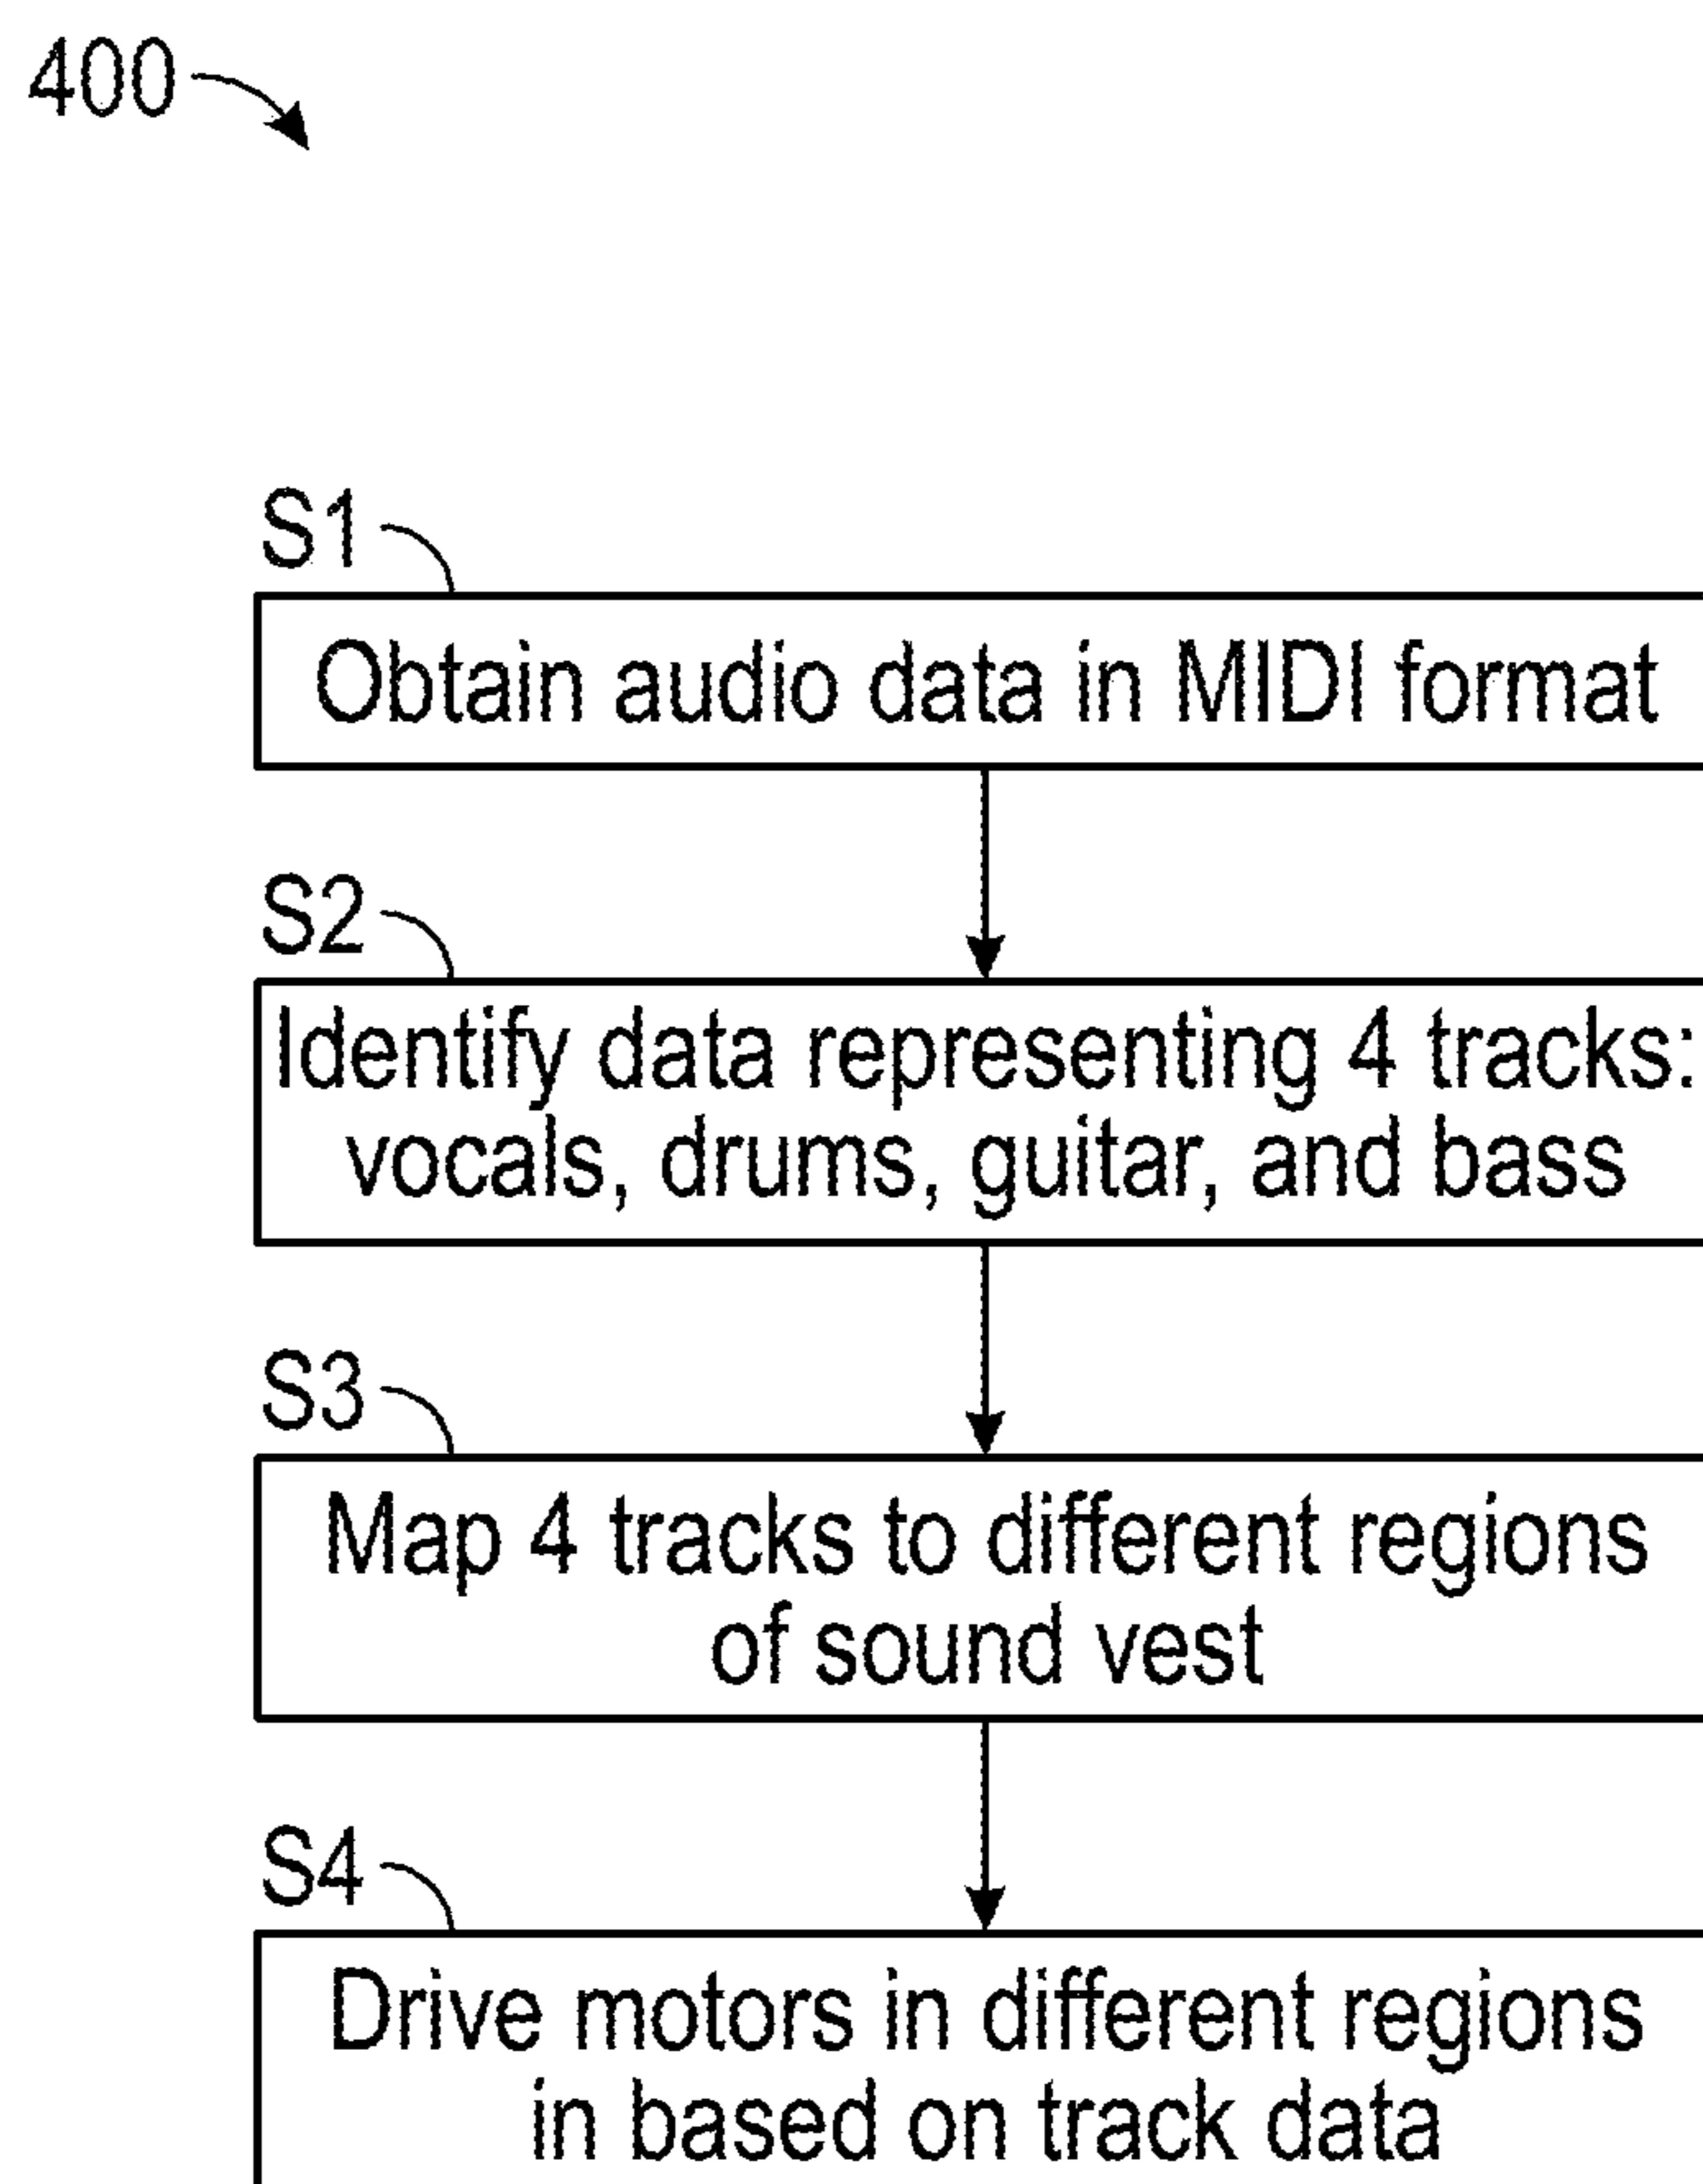 400
S1
Obtain audio data in MIDI format
S2
Identify data representing 4 tracks:
vocals, drums, guitar, and bass
S3
Map 4 tracks to different regions
of sound vest
S4
Drive motors in different regions
in based on track data